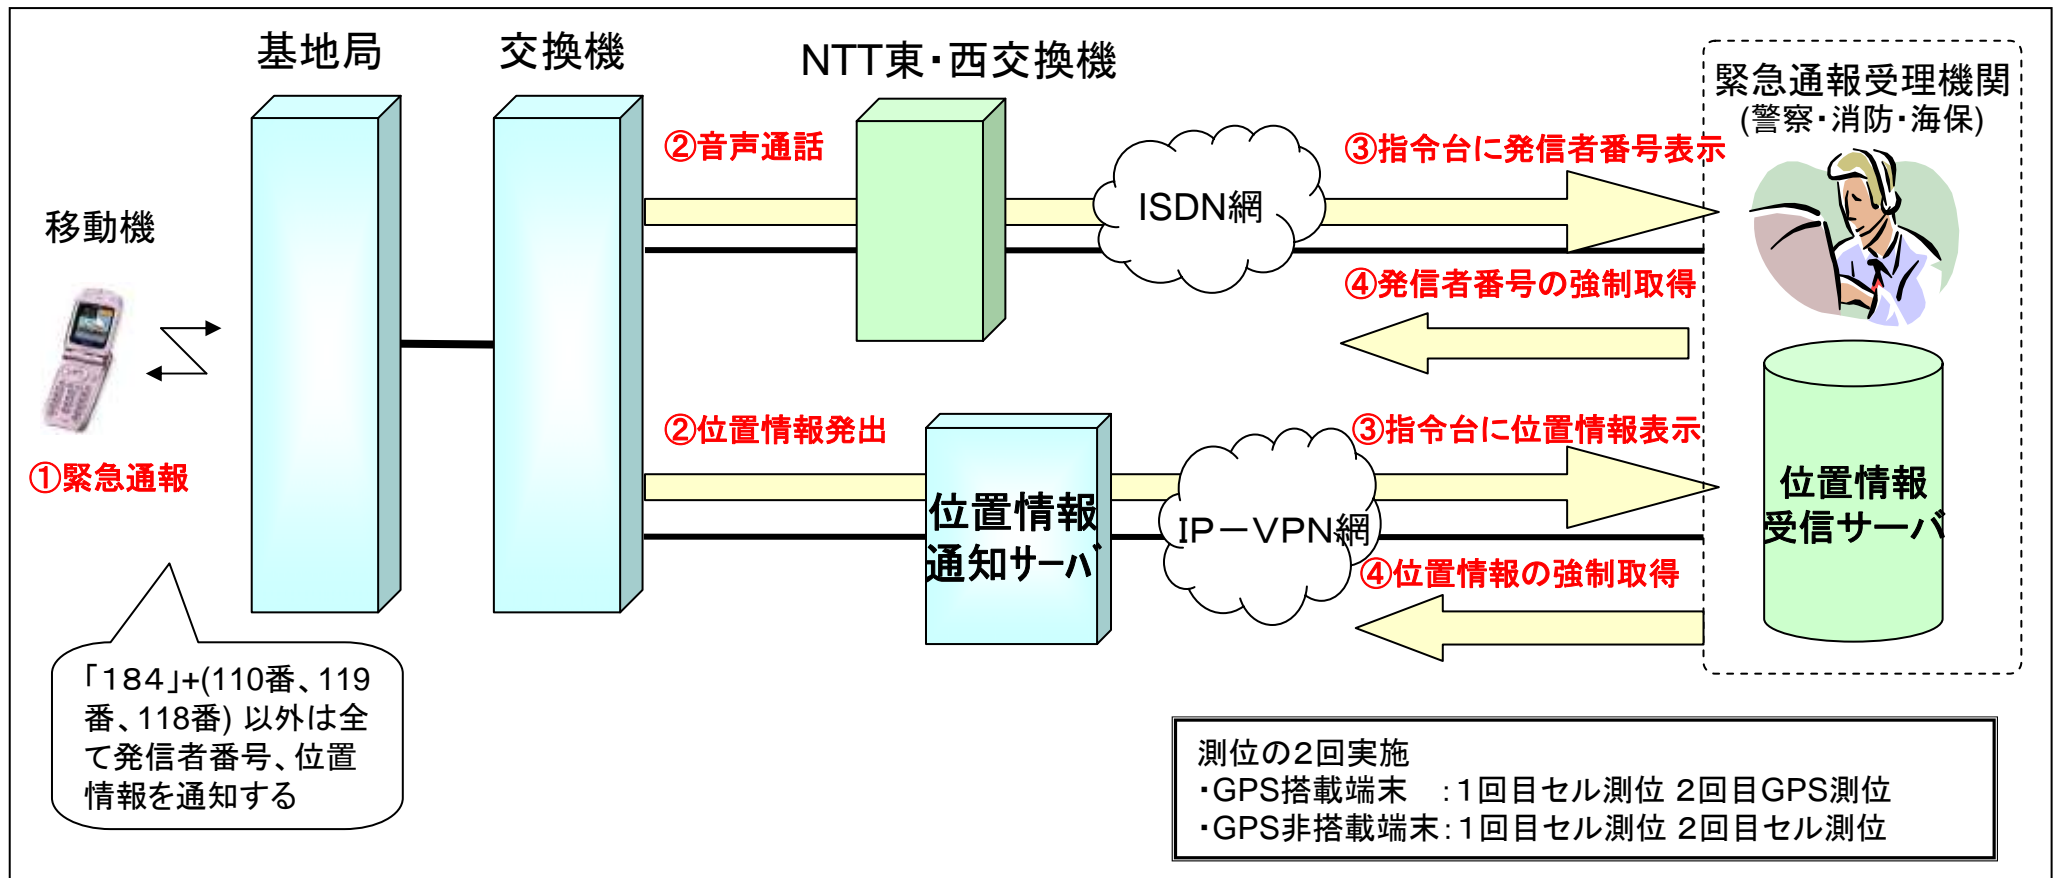 基地局
交換機
NTT東・西交換機
緊急通報受理機関
(警察・消防・海保)
②音声通話
③指令台に発信者番号表示
ISDN網
移動機
④発信者番号の強制取得
②位置情報発出
③指令台に位置情報表示
①緊急通報
位置情報
通知サーバ
IP－VPN網
位置情報
受信サーバ
④位置情報の強制取得
「１８４」+(110番、119
番、118番) 以外は全
て発信者番号、位置
情報を通知する
測位の２回実施
・GPS搭載端末　：１回目セル測位 ２回目GPS測位
・GPS非搭載端末：１回目セル測位 ２回目セル測位